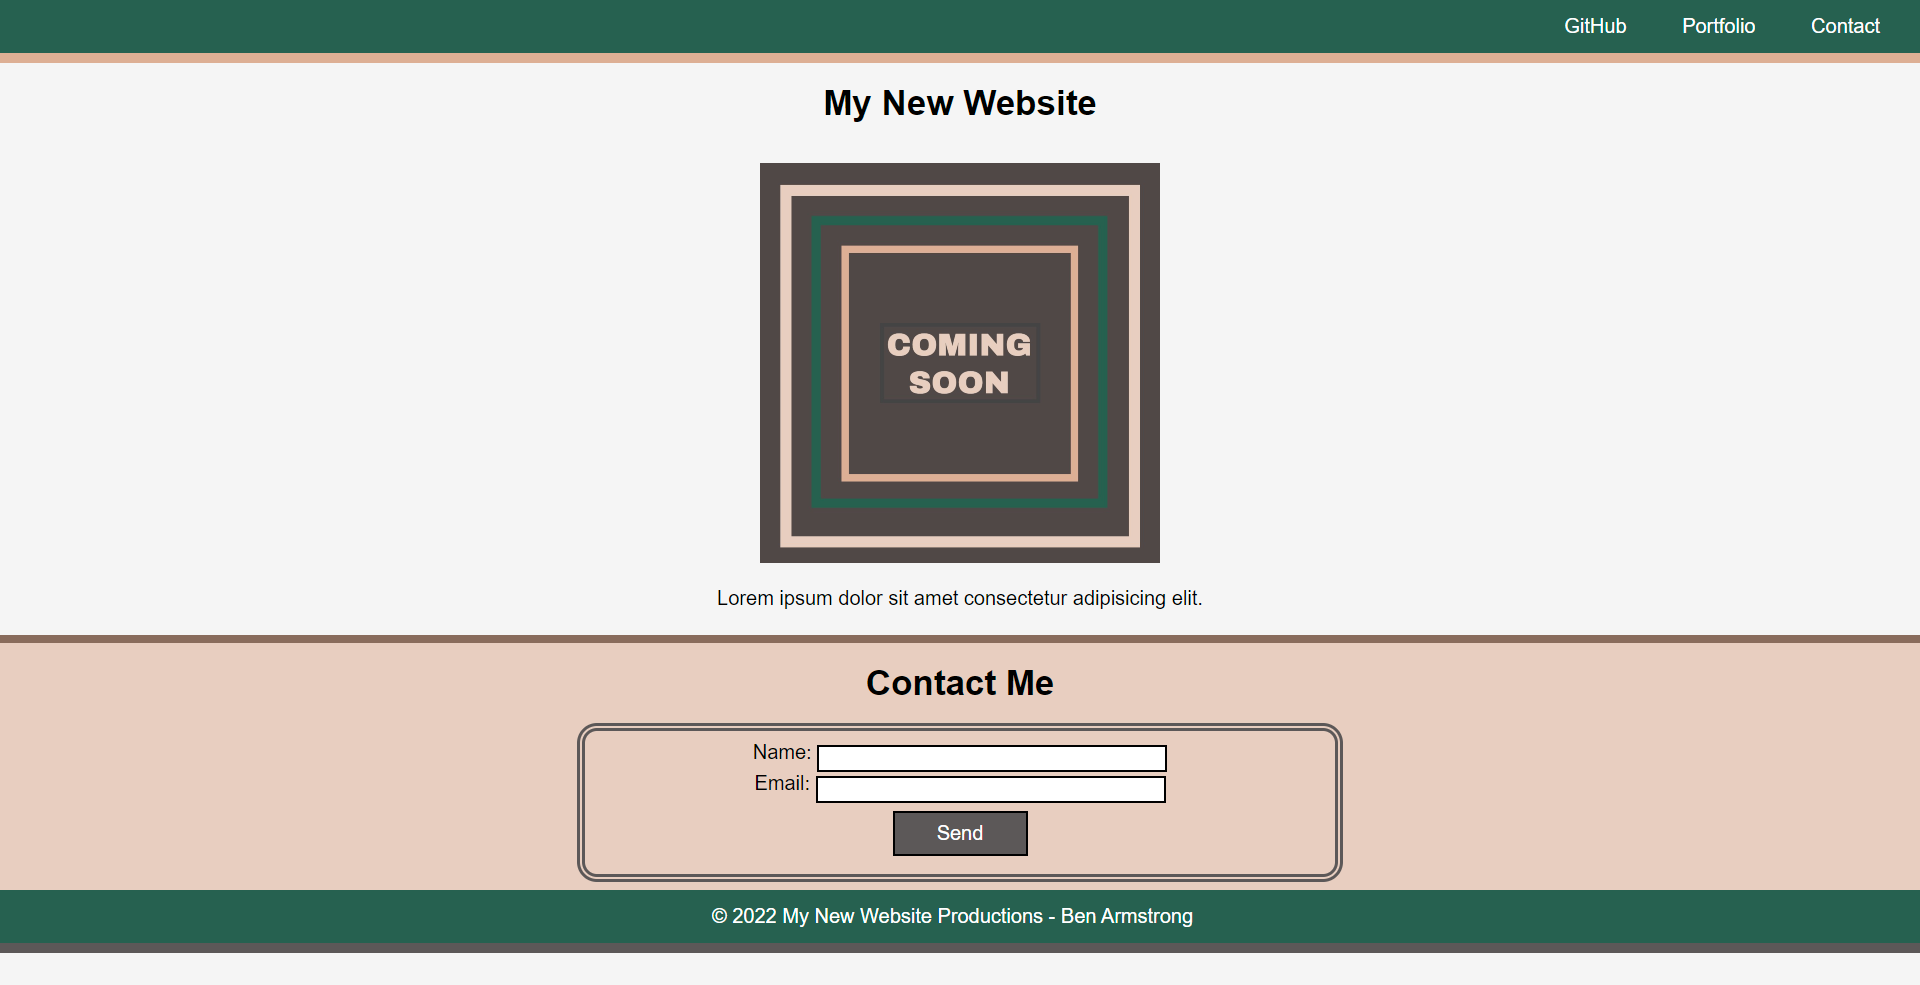 GitHub Portfolio Contact
My New Website
COMING
SOON
Lorem ipsum dolor sit amet consectetur adipisicing elit.
Contact Me
Name:
Email:
Send
© 2022 My New Website Productions - Ben Armstrong